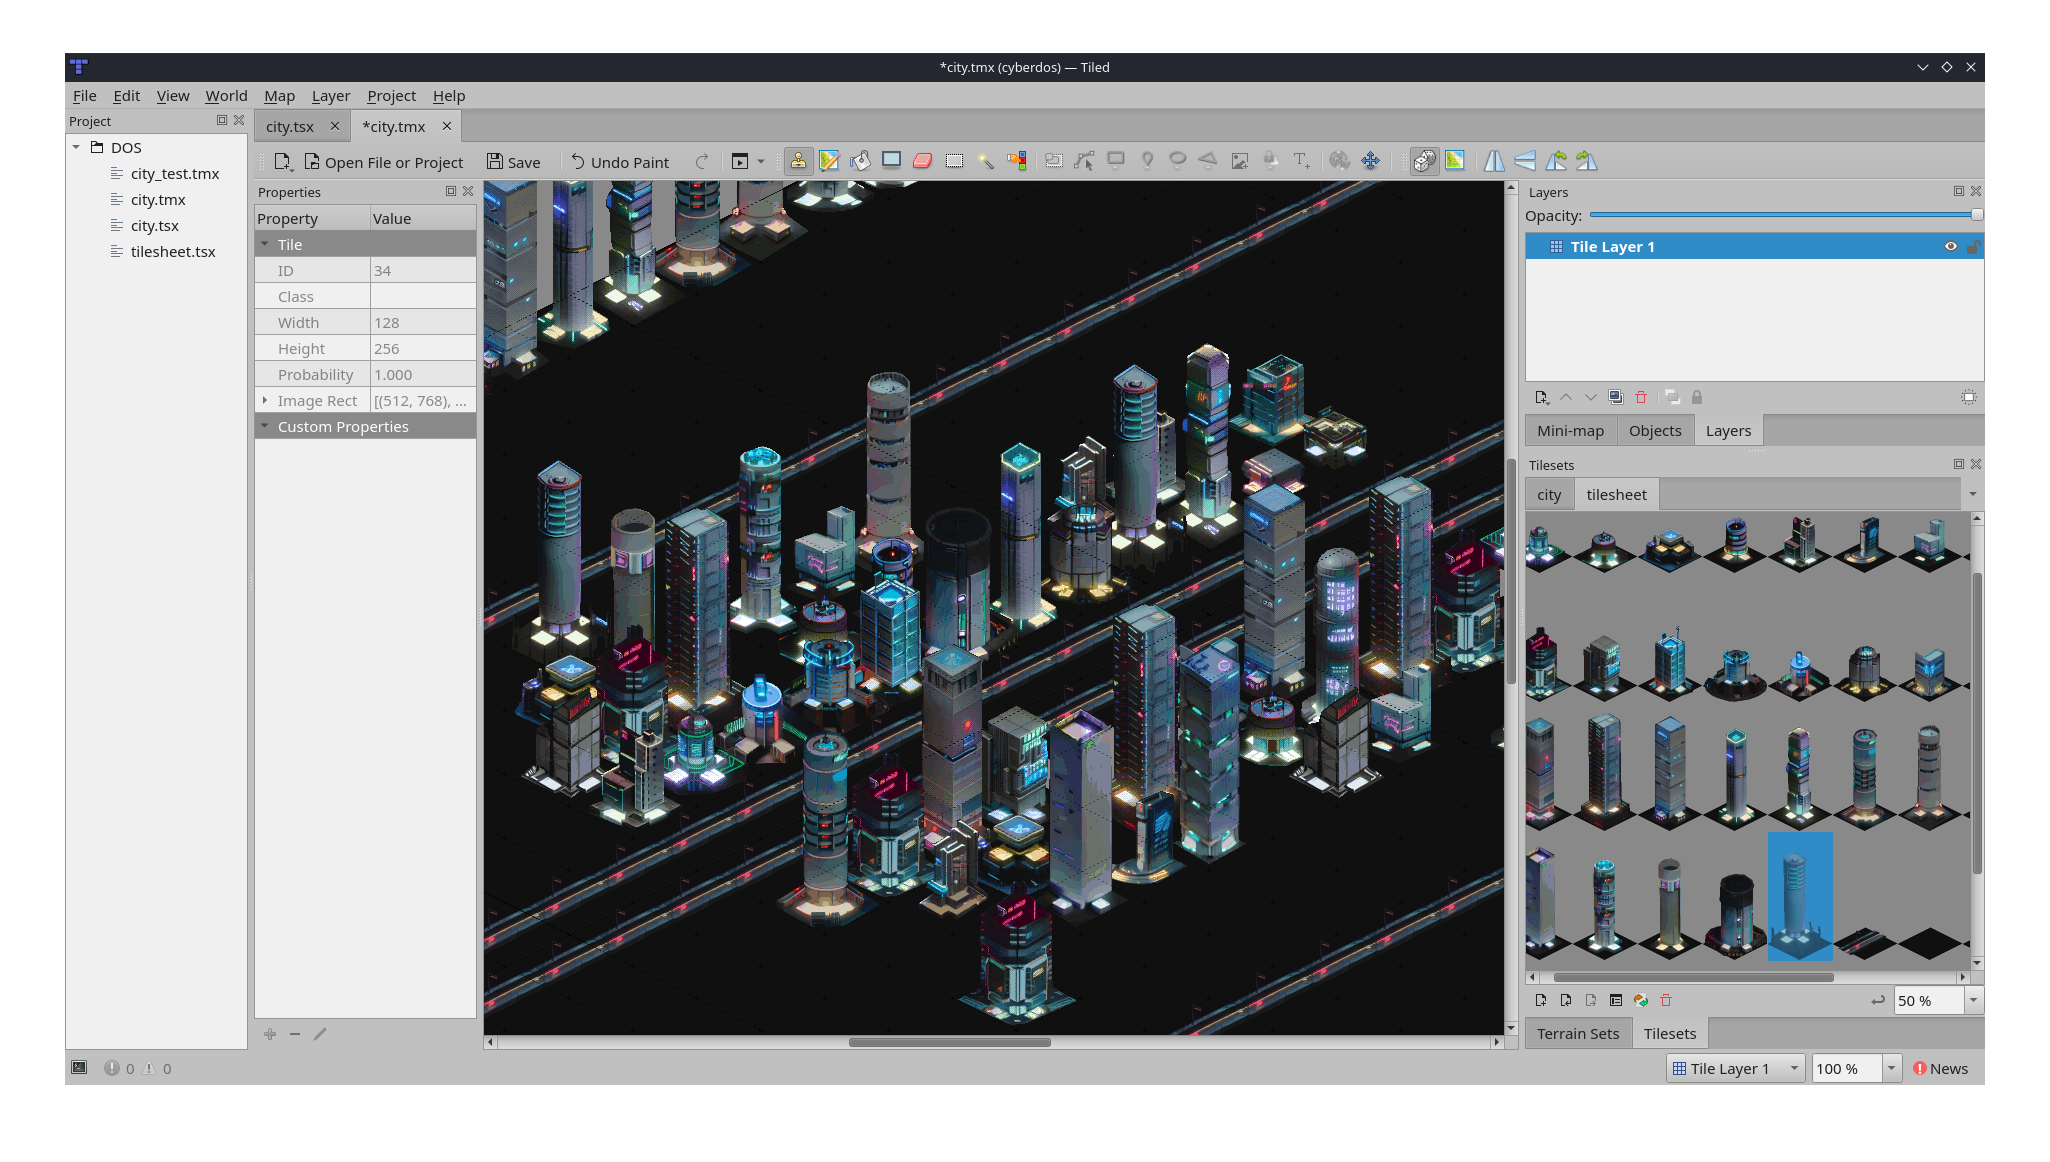 *city.tmx (cyberdos) — Tiled
File Edit View World Map Layer Project Help
Project
DOS
city_test.tmx
city.tmx
city.tsx
tilesheet.tsx
city.tsx *city.tmx
Open File or Project Save Undo Paint
Properties
Property Value
Tile
ID 34
Class
Width 128
Height 256
Probability 1.000
Image Rect [(512, 768), ...
Custom Properties
Layers
Opacity:
Tile Layer 1
Mini-map Objects Layers
Tilesets
city tilesheet
50 %
Terrain Sets Tilesets
0 0
Tile Layer 1 100 % News